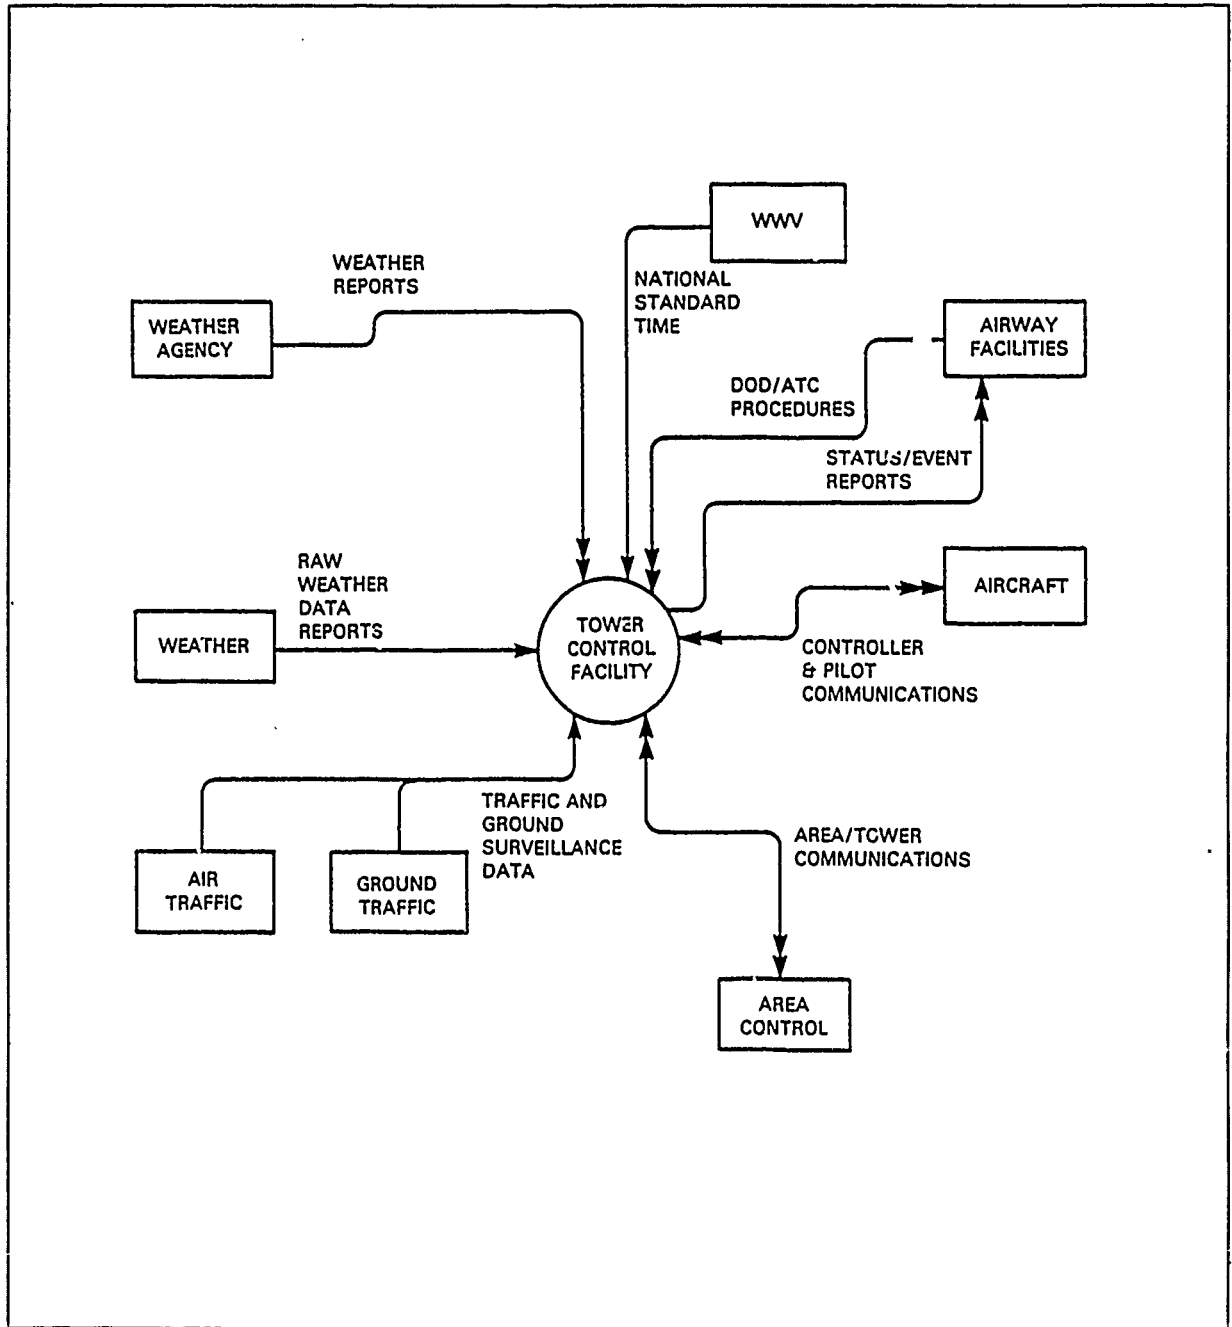 WWV
WEATHER
REPORTS
NATIONAL
STANDARD
TIME
WEATHER
AGENCY
AIRWAY
FACILITIES
DOD/ATC
PROCEDURES
STATUS/EVENT
REPORTS
RAW
WEATHER
DATA
REPORTS
AIRCRAFT
WEATHER
TOWER
CONTROL
FACILITY
CONTROLLER
& PILOT
COMMUNICATIONS
TRAFFIC AND
GROUND
SURVEILLANCE
DATA
AREA/TOWER
COMMUNICATIONS
AIR
TRAFFIC
GROUND
TRAFFIC
AREA
CONTROL